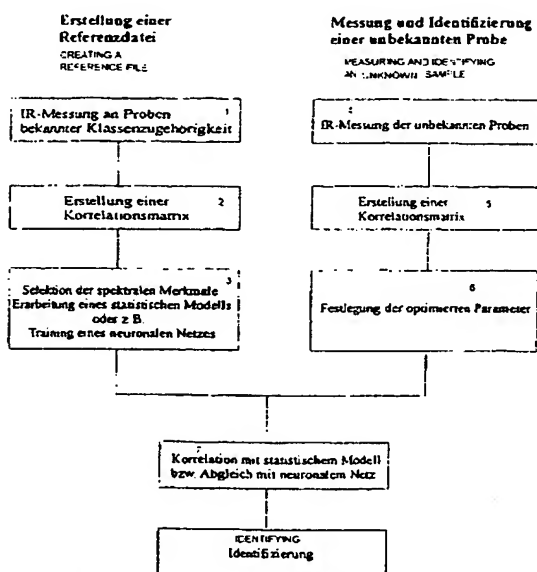 Erstellung einer
Referenzdatei
CREATING A
REFERENCE FILE
IR-Messung an Proben 1
bekannter Klassenzugehörigkeit
Erstellung einer 2
Korrelationsmatrix
3
Selektion der spektralen Merkmale
Erarbeitung eines statistischen Modells
oder z B.
Training eines neuronalen Netzes
Messung und Identifizierung
einer unbekannten Probe
MEASURING AND IDENTIFYING
AN UNKNOWN SAMPLE
4
IR-Messung der unbekannten Proben
Erstellung einer 5
Korrelationsmatrix
6
Festlegung der optimierten Parameter
7
Korrelation mit statistischem Modell
bzw. Abgleich mit neuronalem Netz
IDENTIFYING
Identifizierung